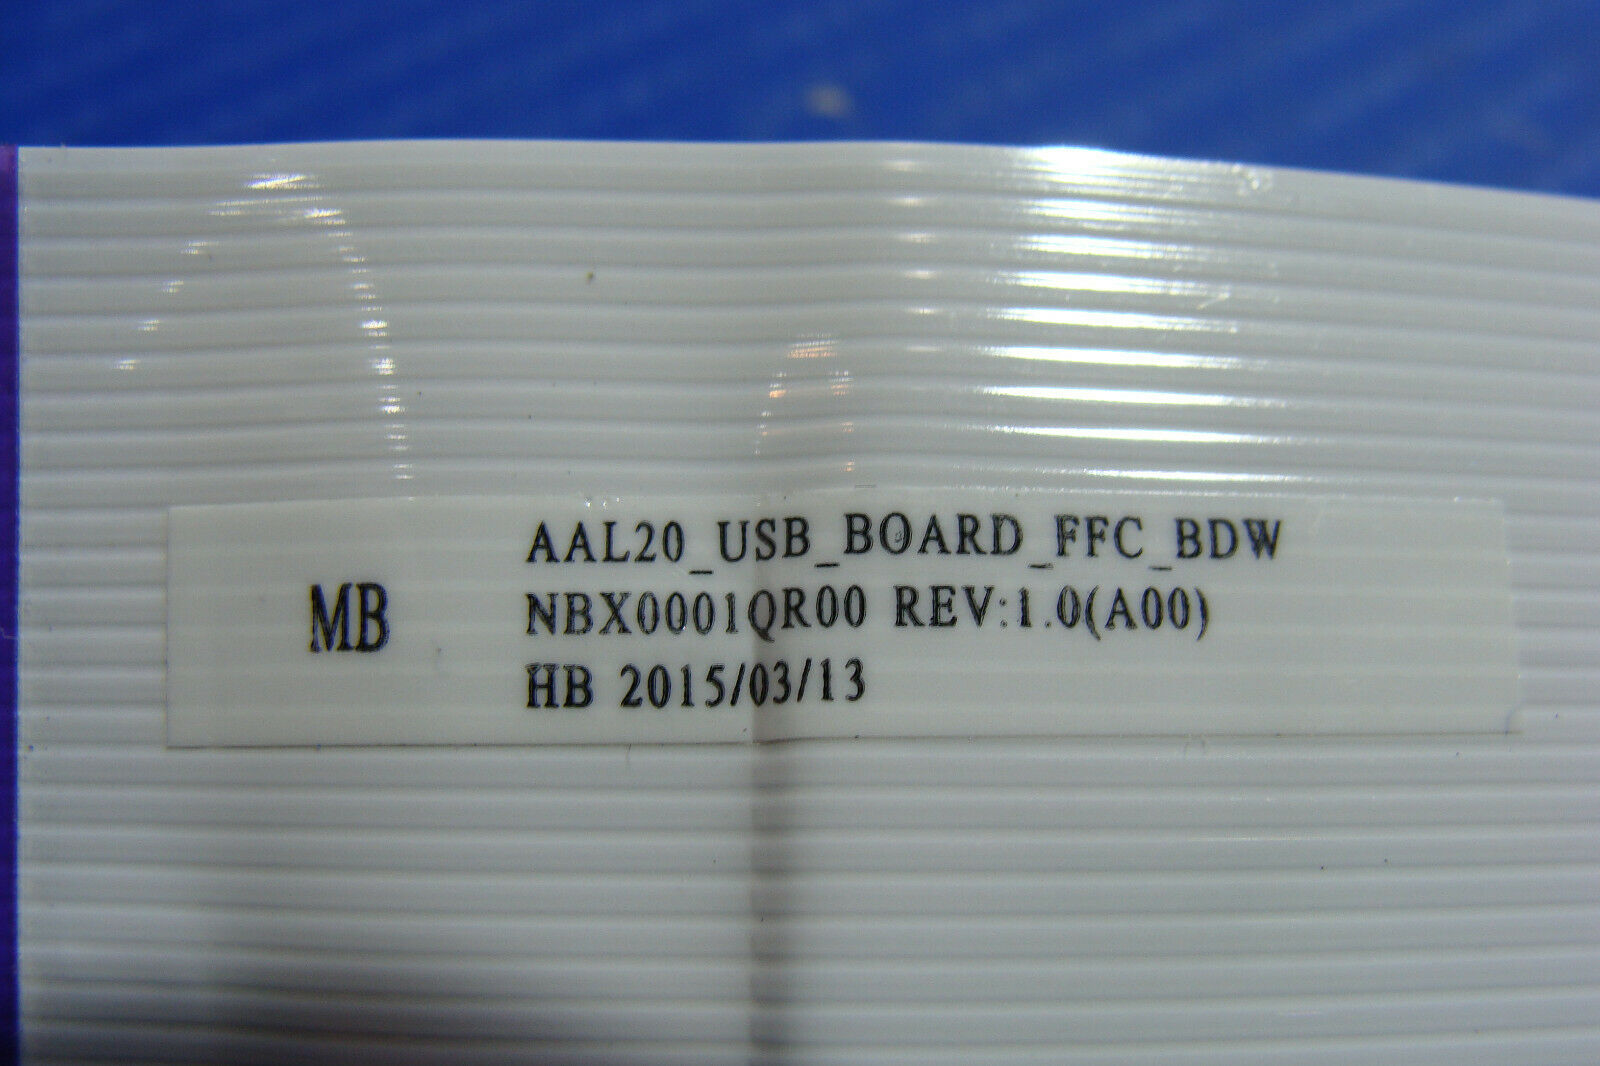 MB
AAL20_USB_BOARD_FFC_BDW
NBX0001QR00 REV:1.0(A00)
HB 2015/03/13